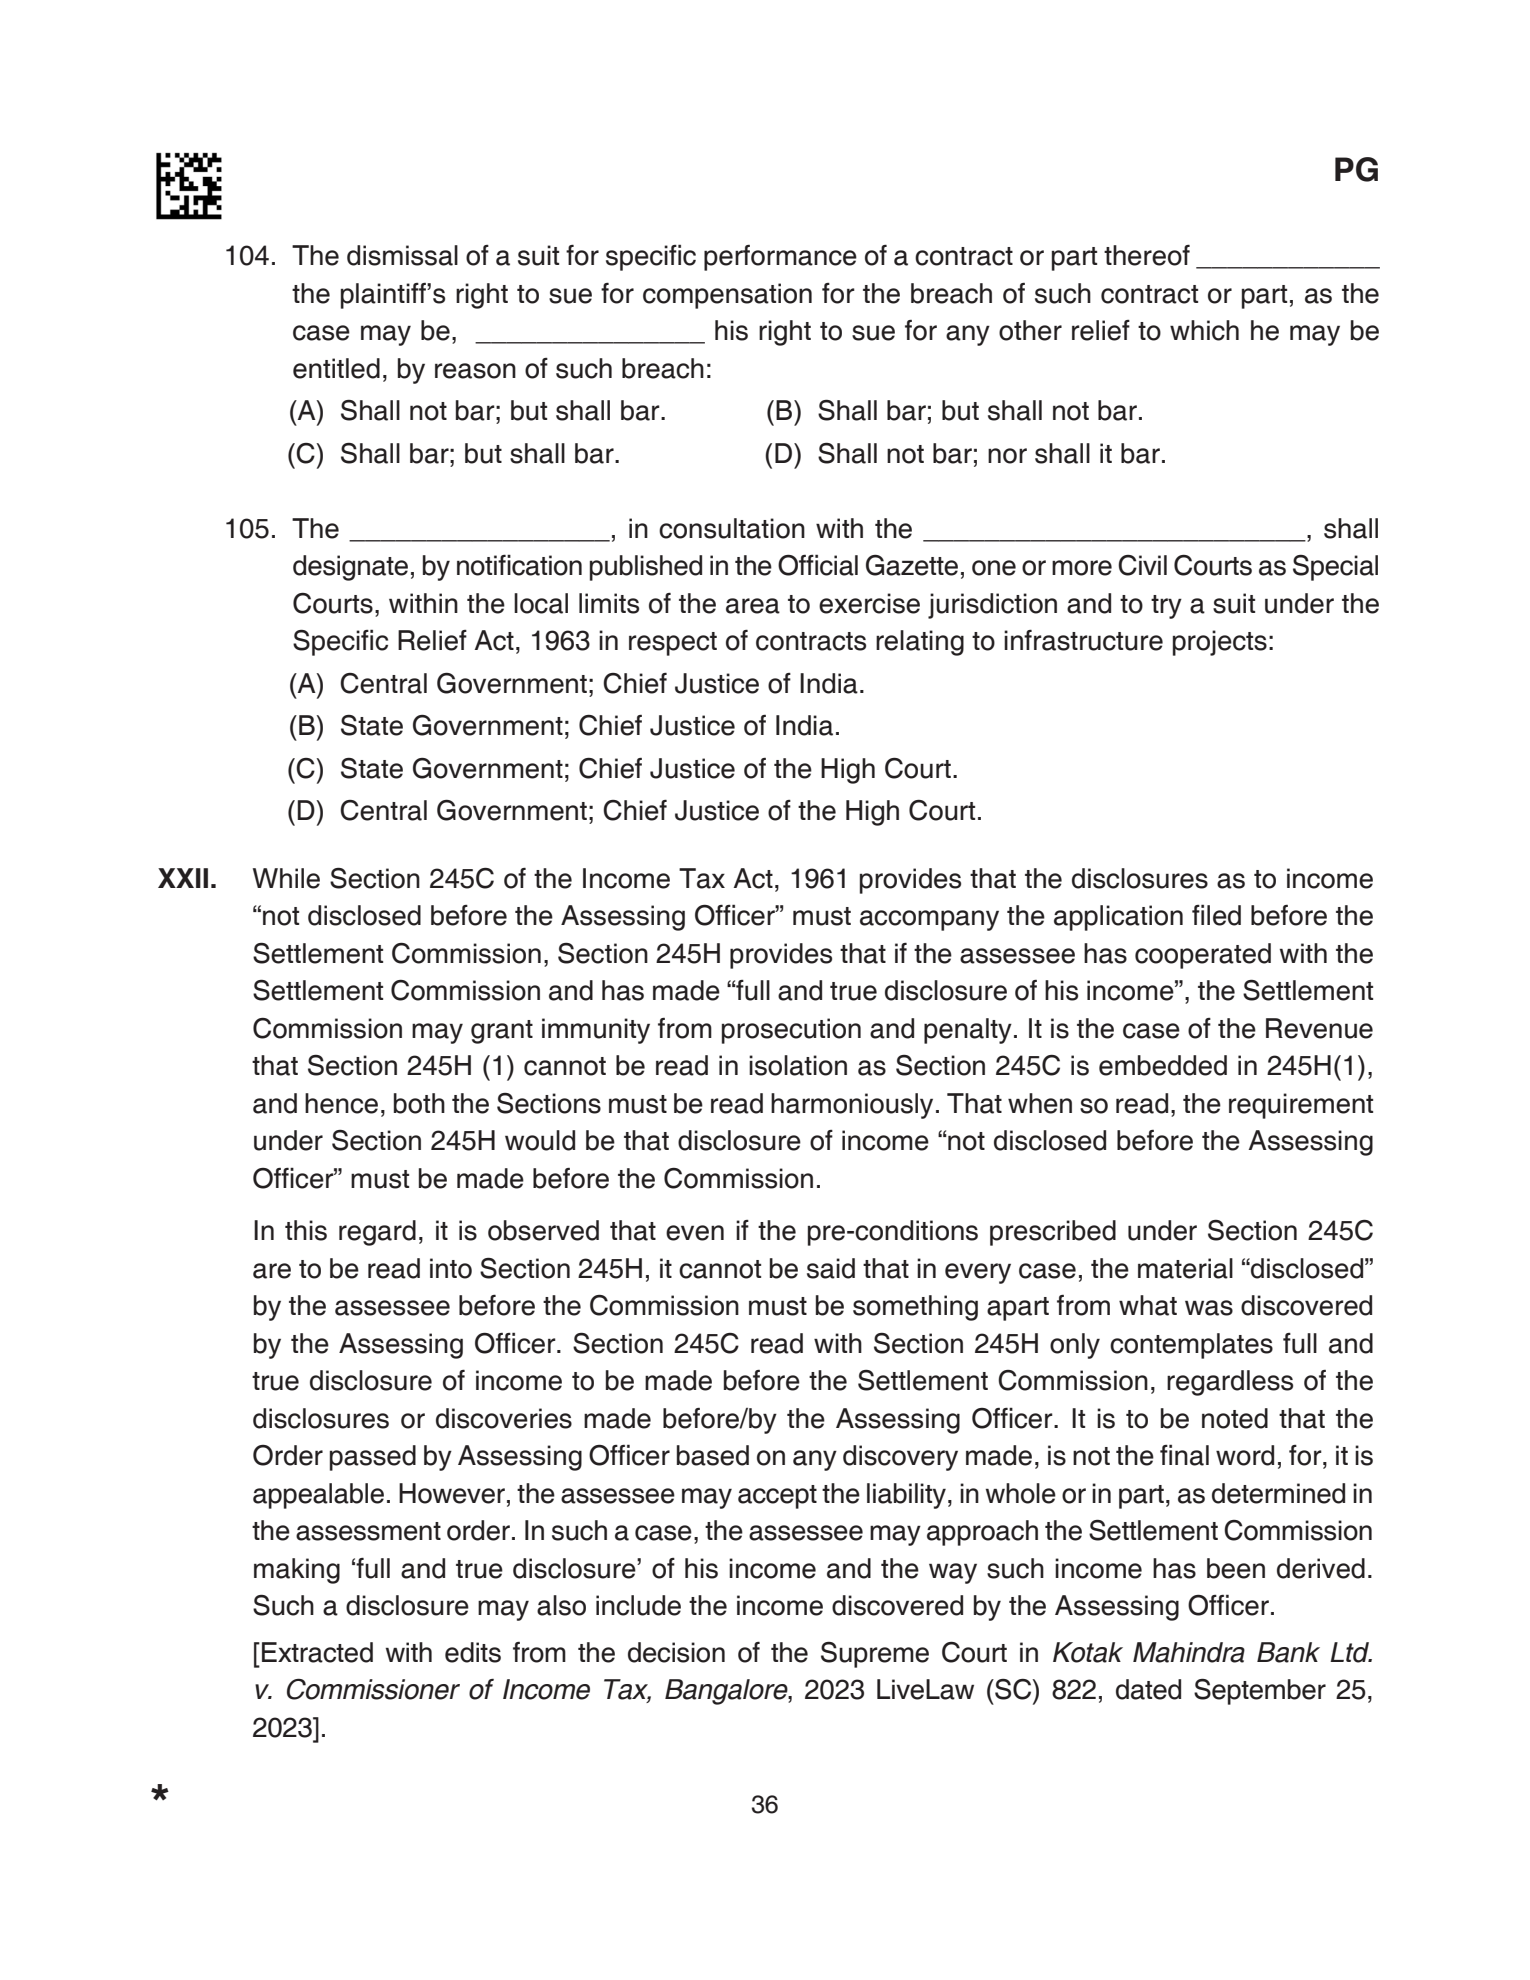 PG
104. The dismissal of a suit for specific performance of a contract or part thereof ____________
the plaintiff's right to sue for compensation for the breach of such contract or part, as the
case may be, _______________ his right to sue for any other relief to which he may be
entitled, by reason of such breach:
(A) Shall not bar; but shall bar. (B) Shall bar; but shall not bar.
(C) Shall bar; but shall bar. (D) Shall not bar; nor shall it bar.
105. The _________________, in consultation with the _________________________, shall
designate, by notification published in the Official Gazette, one or more Civil Courts as Special
Courts, within the local limits of the area to exercise jurisdiction and to try a suit under the
Specific Relief Act, 1963 in respect of contracts relating to infrastructure projects:
(A) Central Government; Chief Justice of India.
(B) State Government; Chief Justice of India.
(C) State Government; Chief Justice of the High Court.
(D) Central Government; Chief Justice of the High Court.
XXII. While Section 245C of the Income Tax Act, 1961 provides that the disclosures as to income
“not disclosed before the Assessing Officer” must accompany the application filed before the
Settlement Commission, Section 245H provides that if the assessee has cooperated with the
Settlement Commission and has made “full and true disclosure of his income”, the Settlement
Commission may grant immunity from prosecution and penalty. It is the case of the Revenue
that Section 245H (1) cannot be read in isolation as Section 245C is embedded in 245H(1),
and hence, both the Sections must be read harmoniously. That when so read, the requirement
under Section 245H would be that disclosure of income “not disclosed before the Assessing
Officer” must be made before the Commission.
In this regard, it is observed that even if the pre-conditions prescribed under Section 245C
are to be read into Section 245H, it cannot be said that in every case, the material “disclosed”
by the assessee before the Commission must be something apart from what was discovered
by the Assessing Officer. Section 245C read with Section 245H only contemplates full and
true disclosure of income to be made before the Settlement Commission, regardless of the
disclosures or discoveries made before/by the Assessing Officer. It is to be noted that the
Order passed by Assessing Officer based on any discovery made, is not the final word, for, it is
appealable. However, the assessee may accept the liability, in whole or in part, as determined in
the assessment order. In such a case, the assessee may approach the Settlement Commission
making ‘full and true disclosure’ of his income and the way such income has been derived.
Such a disclosure may also include the income discovered by the Assessing Officer.
[Extracted with edits from the decision of the Supreme Court in Kotak Mahindra Bank Ltd.
v. Commissioner of Income Tax, Bangalore, 2023 LiveLaw (SC) 822, dated September 25,
2023].
* 36